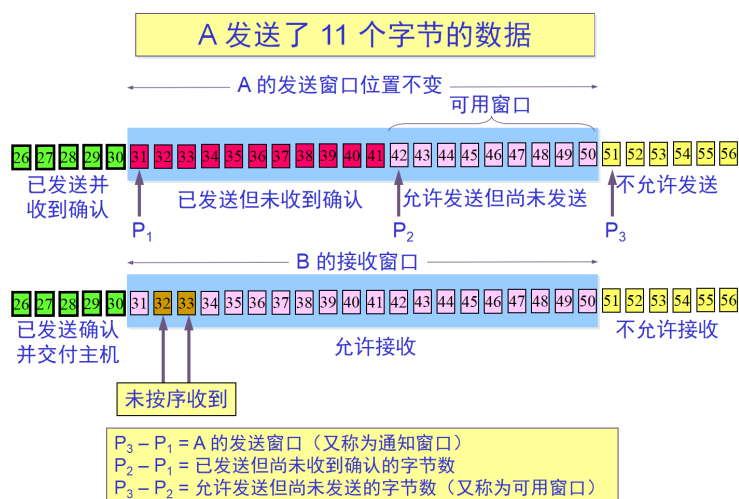 A 发送了 11 个字节的数据
A 的发送窗口位置不变
可用窗口
26 27 28 29 30 31 32 33 34 35 36 37 38 39 40 41 42 43 44 45 46 47 48 49 50 51 52 53 54 55 56
已发送并
收到确认
已发送但未收到确认
允许发送但尚未发送
不允许发送
P1 P2 P3
B 的接收窗口
26 27 28 29 30 31 32 33 34 35 36 37 38 39 40 41 42 43 44 45 46 47 48 49 50 51 52 53 54 55 56
已发送确认
并交付主机
允许接收
不允许接收
未按序收到
P3 – P1 = A 的发送窗口（又称为通知窗口）
P2 – P1 = 已发送但尚未收到确认的字节数
P3 – P2 = 允许发送但尚未发送的字节数（又称为可用窗口）